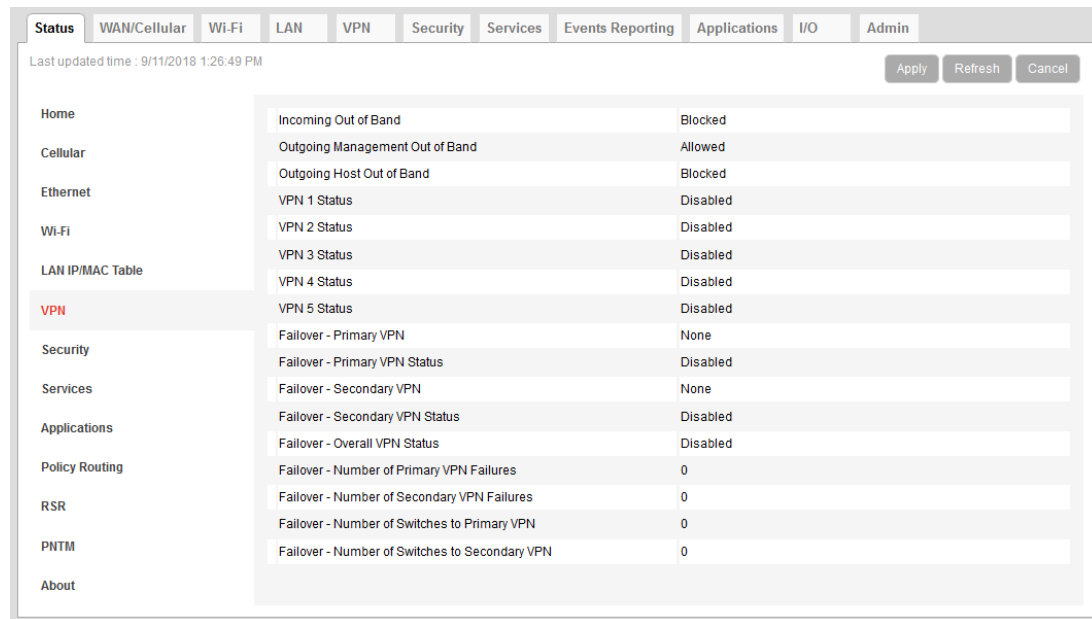 Status WAN/Cellular Wi-Fi LAN VPN Security Services Events Reporting Applications I/O Admin
Last updated time : 9/11/2018 1:26:49 PM
Apply Refresh Cancel
Home
Cellular
Ethernet
Wi-Fi
LAN IP/MAC Table
VPN
Security
Services
Applications
Policy Routing
RSR
PNTM
About
Incoming Out of Band Blocked
Outgoing Management Out of Band Allowed
Outgoing Host Out of Band Blocked
VPN 1 Status Disabled
VPN 2 Status Disabled
VPN 3 Status Disabled
VPN 4 Status Disabled
VPN 5 Status Disabled
Failover - Primary VPN None
Failover - Primary VPN Status Disabled
Failover - Secondary VPN None
Failover - Secondary VPN Status Disabled
Failover - Overall VPN Status Disabled
Failover - Number of Primary VPN Failures 0
Failover - Number of Secondary VPN Failures 0
Failover - Number of Switches to Primary VPN 0
Failover - Number of Switches to Secondary VPN 0